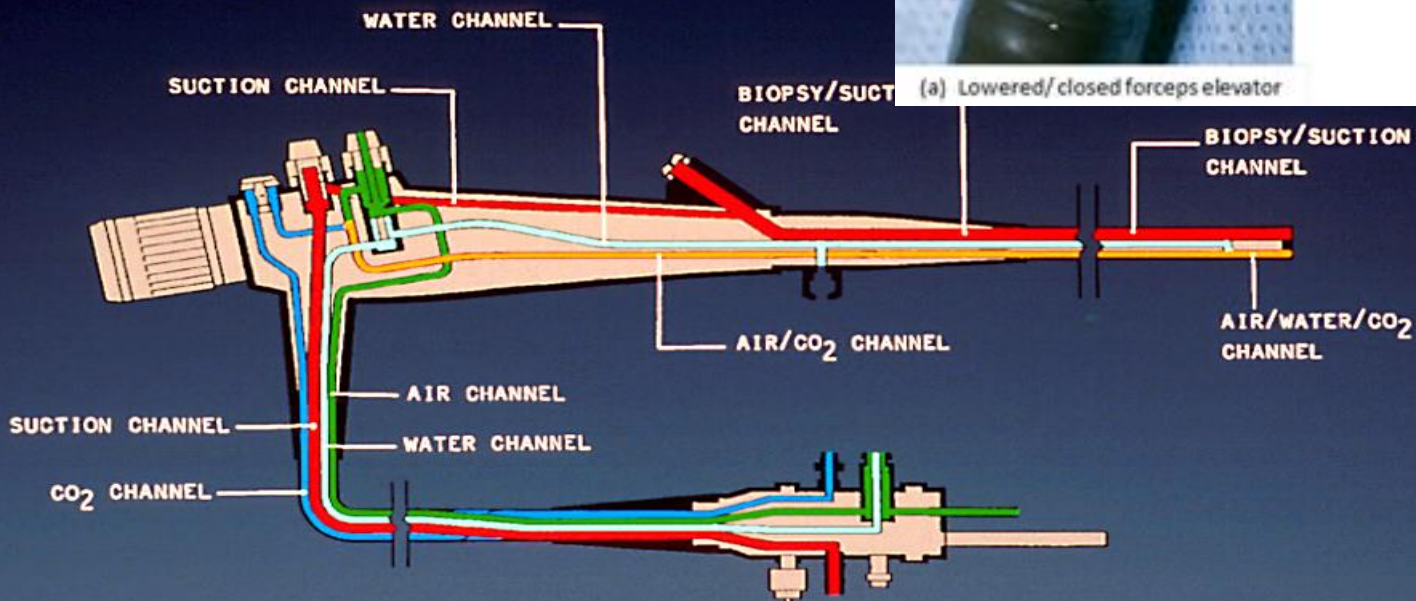 WATER CHANNEL
SUCTION CHANNEL
BIOPSY/SUCT
CHANNEL
(a) Lowered/ closed forceps elevator
BIOPSY/SUCTION
CHANNEL
AIR/CO₂ CHANNEL
AIR/WATER/CO₂
CHANNEL
AIR CHANNEL
SUCTION CHANNEL
WATER CHANNEL
CO₂ CHANNEL